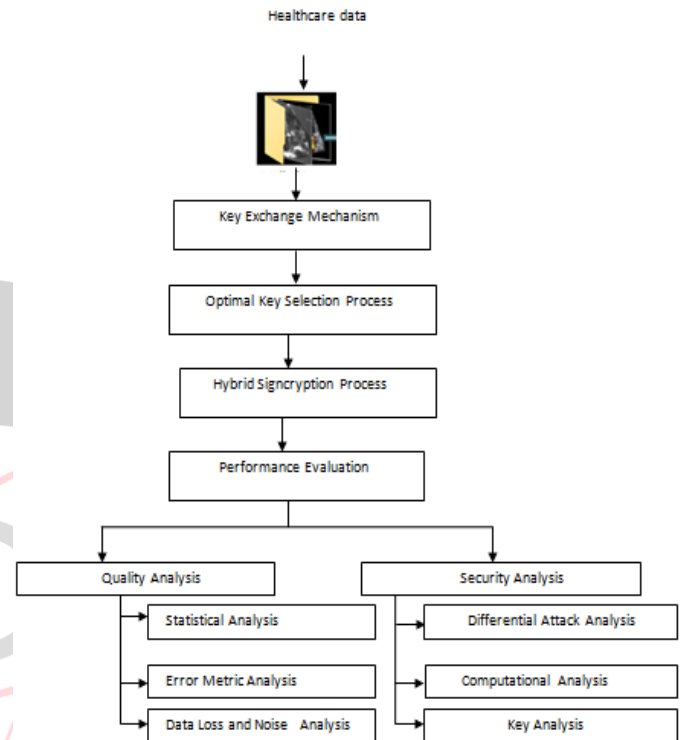 Healthcare data
Key Exchange Mechanism
Optimal Key Selection Process
Hybrid Signcryption Process
Performance Evaluation
Quality Analysis
Security Analysis
Statistical Analysis
Differential Attack Analysis
Error Metric Analysis
Computational Analysis
Data Loss and Noise Analysis
Key Analysis